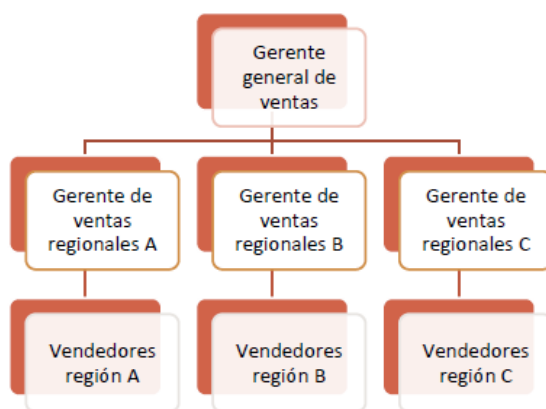 Gerente
general de
ventas
Gerente de
ventas
regionales A
Gerente de
ventas
regionales B
Gerente de
ventas
regionales C
Vendedores
región A
Vendedores
región B
Vendedores
región C